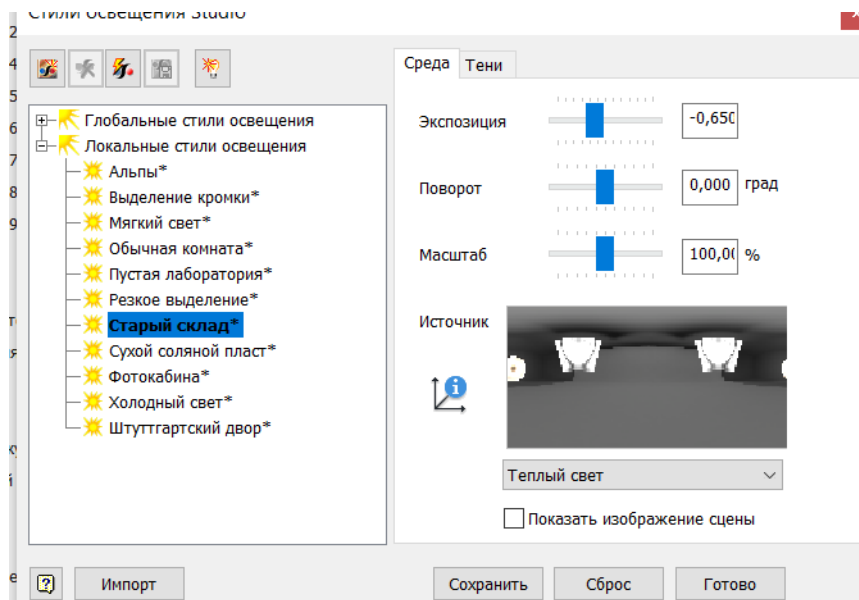 Стили освещения Studio
Среда
Тени
Глобальные стили освещения
Локальные стили освещения
Альпы*
Выделение кромки*
Мягкий свет*
Обычная комната*
Пустая лаборатория*
Резкое выделение*
Старый склад*
Сухой соляной пласт*
Фотокабина*
Холодный свет*
Штуттгартский двор*
Экспозиция
-0,650
Поворот
0,000 град
Масштаб
100,00 %
Источник
Теплый свет
Показать изображение сцены
Импорт
Сохранить
Сброс
Готово